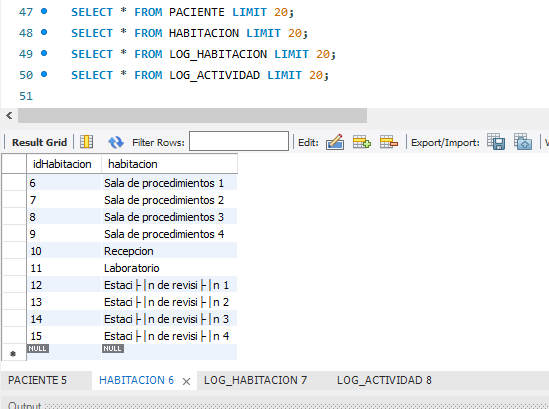 47 SELECT * FROM PACIENTE LIMIT 20;
48 SELECT * FROM HABITACION LIMIT 20;
49 SELECT * FROM LOG_HABITACION LIMIT 20;
50 SELECT * FROM LOG_ACTIVIDAD LIMIT 20;
51
Result Grid Filter Rows: Edit: Export/Import:
idHabitacion habitacion
6 Sala de procedimientos 1
7 Sala de procedimientos 2
8 Sala de procedimientos 3
9 Sala de procedimientos 4
10 Recepcion
11 Laboratorio
12 Estaci├│n de revisi├│n 1
13 Estaci├│n de revisi├│n 2
14 Estaci├│n de revisi├│n 3
15 Estaci├│n de revisi├│n 4
NULL NULL
PACIENTE 5 HABITACION 6 LOG_HABITACION 7 LOG_ACTIVIDAD 8
Output